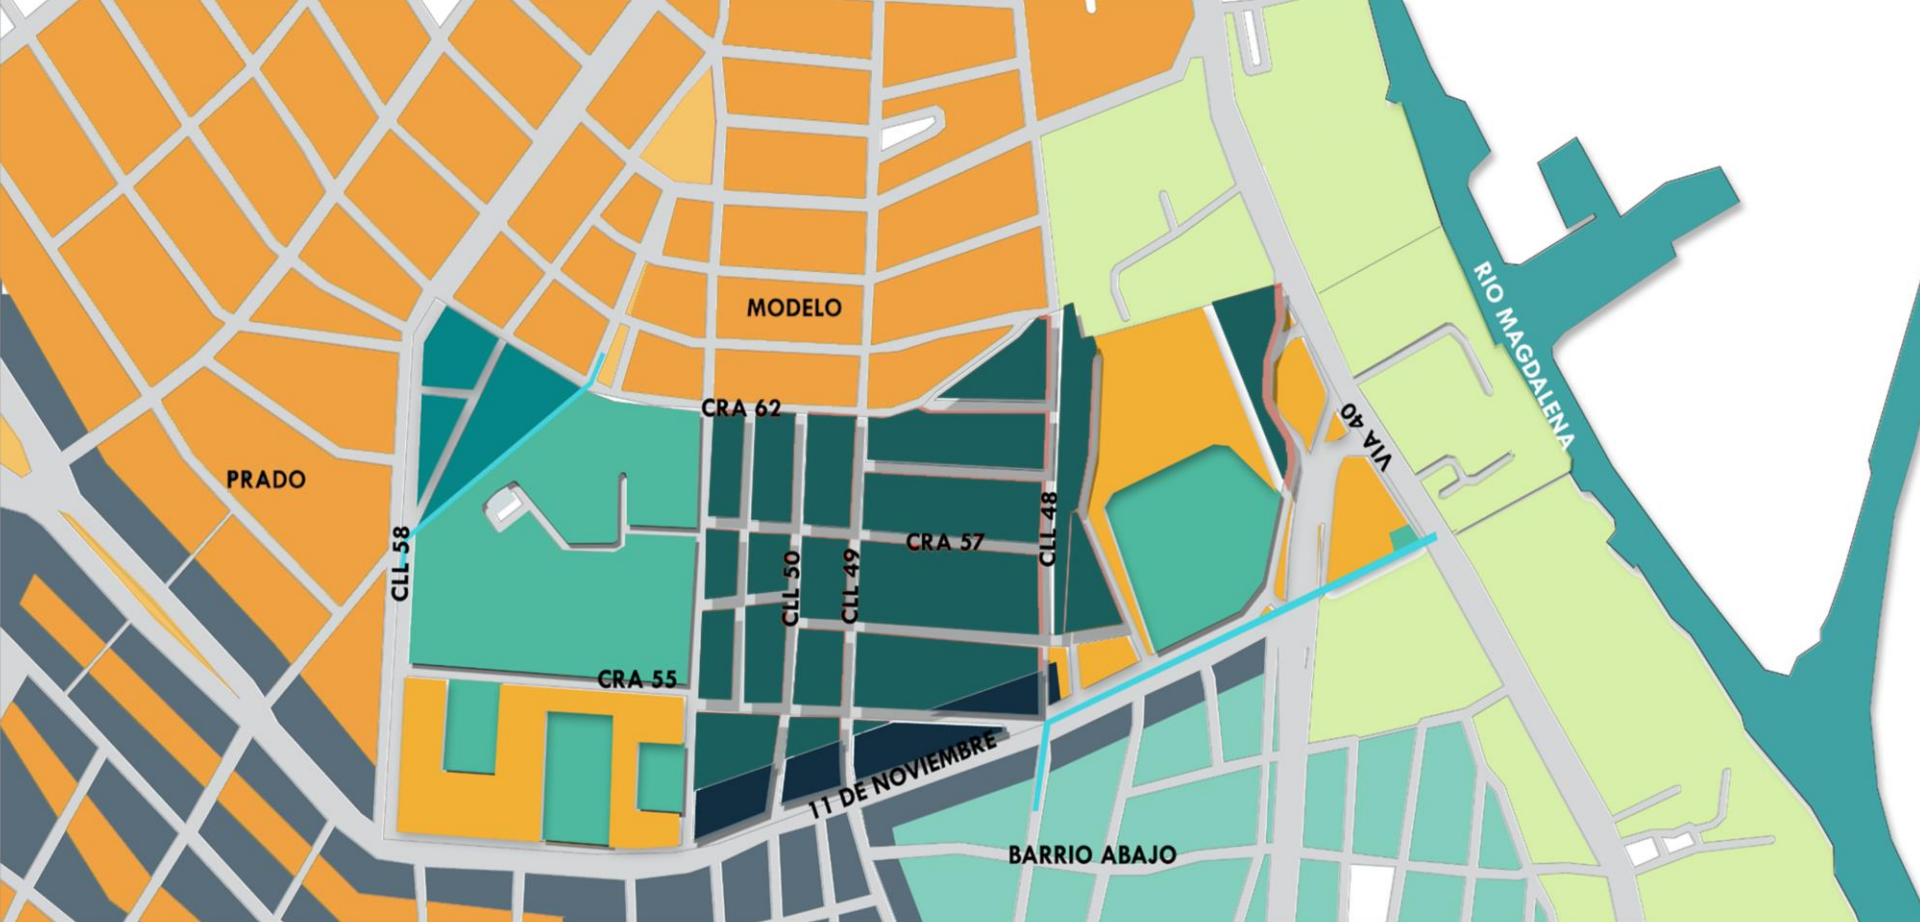 MODELO
RIO MAGDALENA
CRA 62
VIA 40
PRADO
CLL 58
CLL 50
CLL 49
CRA 57
CLL 48
CRA 55
11 DE NOVIEMBRE
BARRIO ABAJO